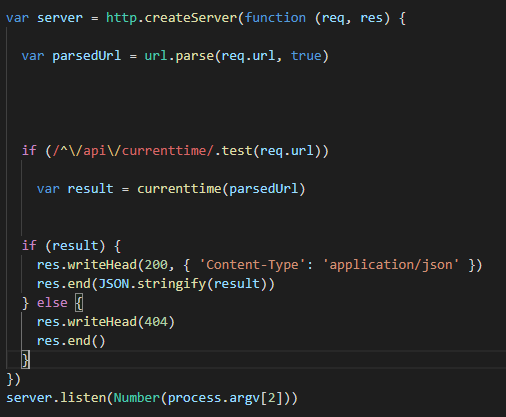 var server = http.createServer(function (req, res) {
var parsedUrl = url.parse(req.url, true)
if (/^\/api\/currenttime/.test(req.url))
var result = currenttime(parsedUrl)
if (result) {
res.writeHead(200, { 'Content-Type': 'application/json' })
res.end(JSON.stringify(result))
} else {
res.writeHead(404)
res.end()
}
})
server.listen(Number(process.argv[2]))